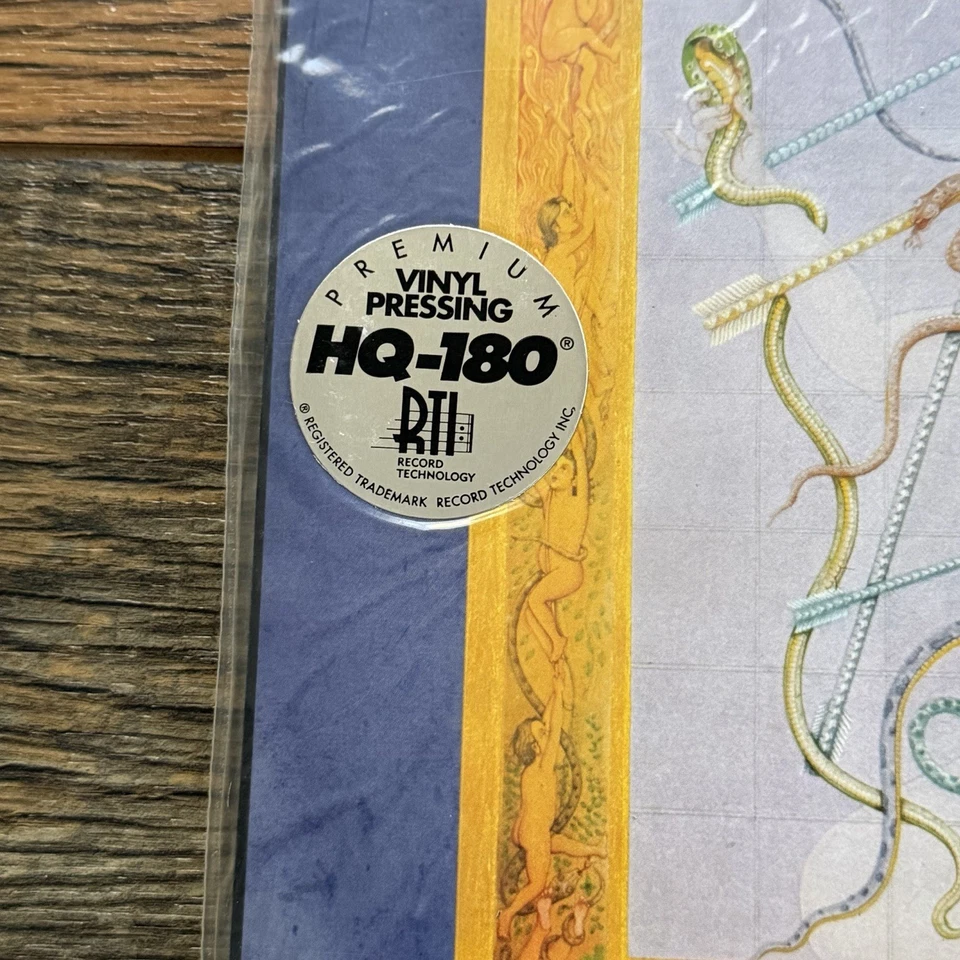 PREMIUM
VINYL
PRESSING
HQ-180®
RTI
RECORD
TECHNOLOGY
® REGISTERED TRADEMARK RECORD TECHNOLOGY INC.